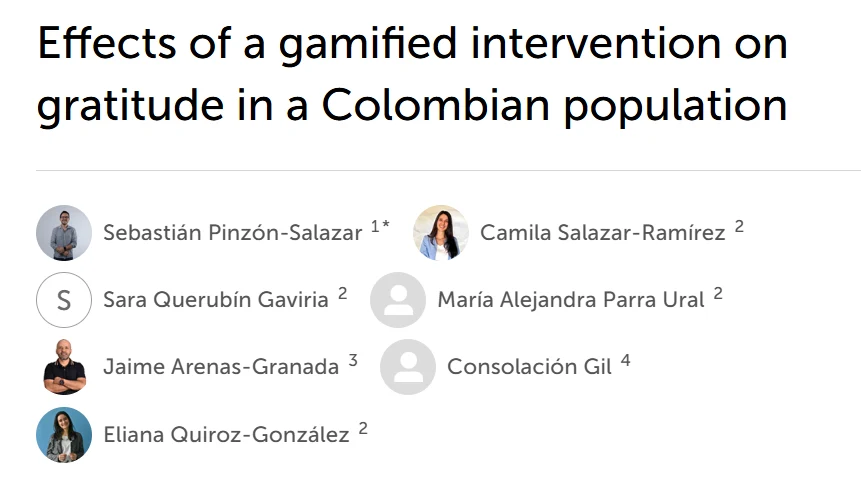 Effects of a gamified intervention on
gratitude in a Colombian population
Sebastián Pinzón-Salazar 1* Camila Salazar-Ramírez 2
S Sara Querubín Gaviria 2 María Alejandra Parra Ural 2
Jaime Arenas-Granada 3 Consolación Gil 4
Eliana Quiroz-González 2